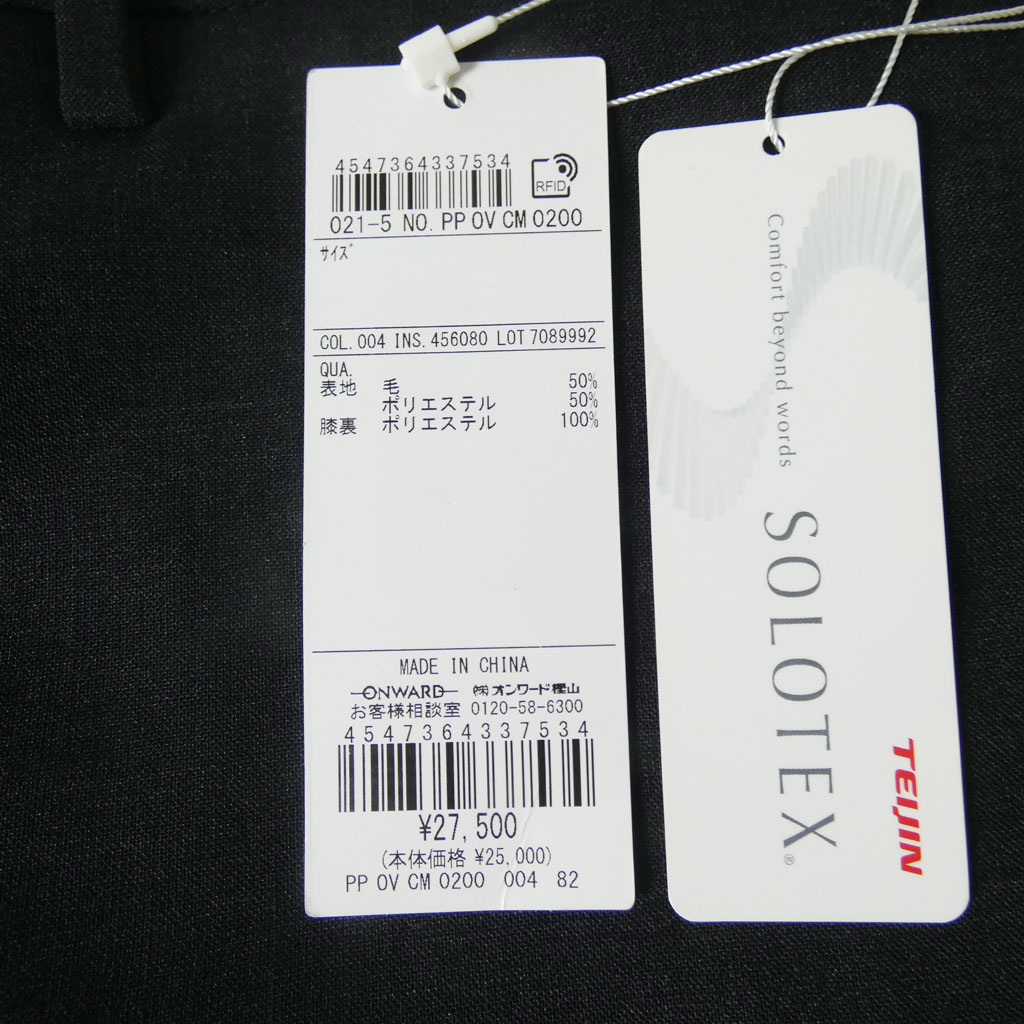 4547364337534
RFID
021-5 NO. PP OV CM 0200
ｻｲｽﾞ
COL. 004 INS. 456080 LOT 7089992
QUA.
表地 毛 50%
ポリエステル 50%
膝裏 ポリエステル 100%
MADE IN CHINA
ONWARD ㈱オンワード樫山
お客様相談室 0120-58-6300
4547364337534
¥27,500
(本体価格 ¥25,000)
PP OV CM 0200 004 82
Comfort beyond words
SOLOTEX®
TEIJIN